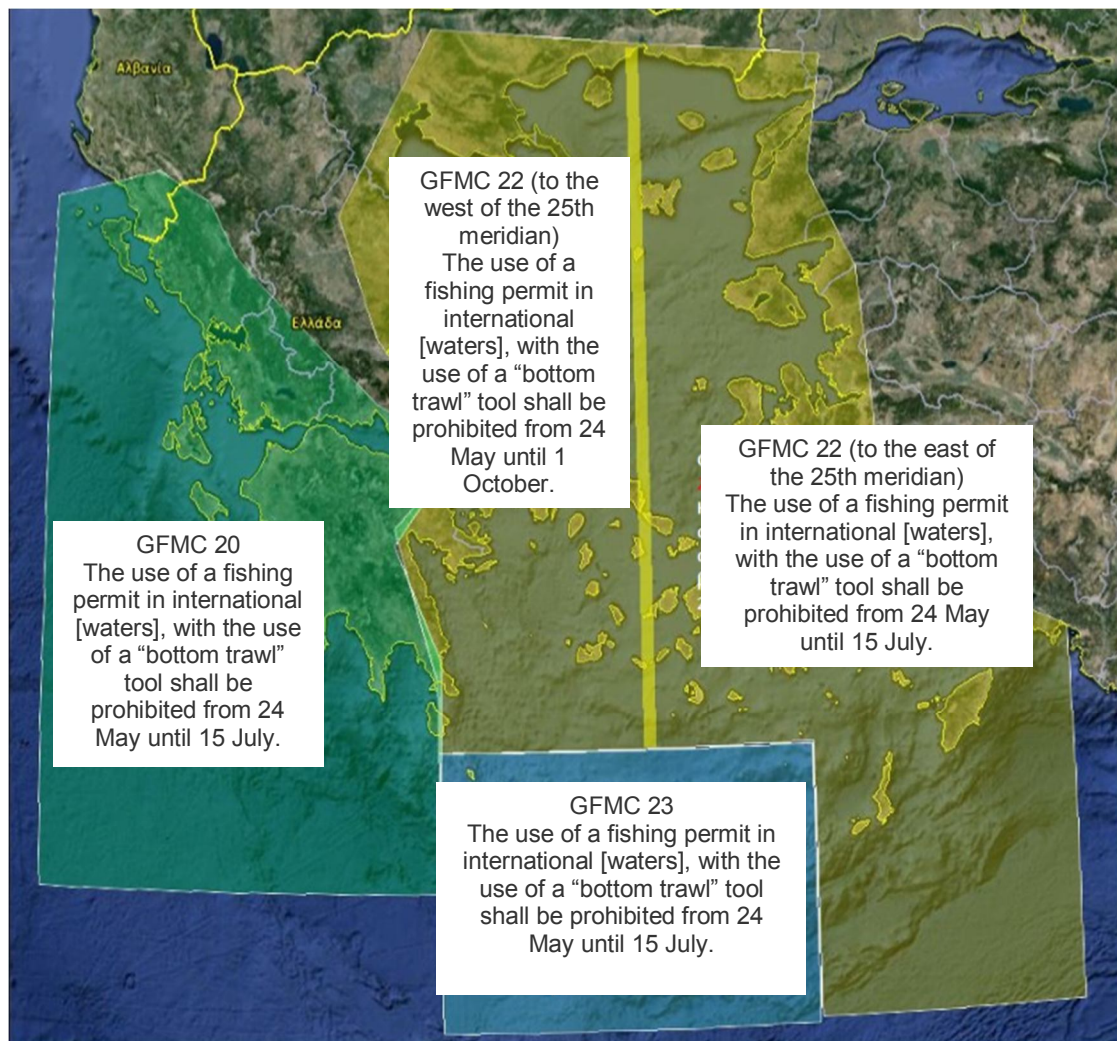 Αλβανία
Ελλάδα
GFMC 22 (to the
west of the 25th
meridian)
The use of a
fishing permit in
international
[waters], with the
use of a “bottom
trawl” tool shall be
prohibited from 24
May until 1
October.
GFMC 22 (to the east of
the 25th meridian)
The use of a fishing permit
in international [waters],
with the use of a “bottom
trawl” tool shall be
prohibited from 24 May
until 15 July.
GFMC 20
The use of a fishing
permit in international
[waters], with the use
of a “bottom trawl”
tool shall be
prohibited from 24
May until 15 July.
GFMC 23
The use of a fishing permit in
international [waters], with the
use of a “bottom trawl” tool
shall be prohibited from 24
May until 15 July.